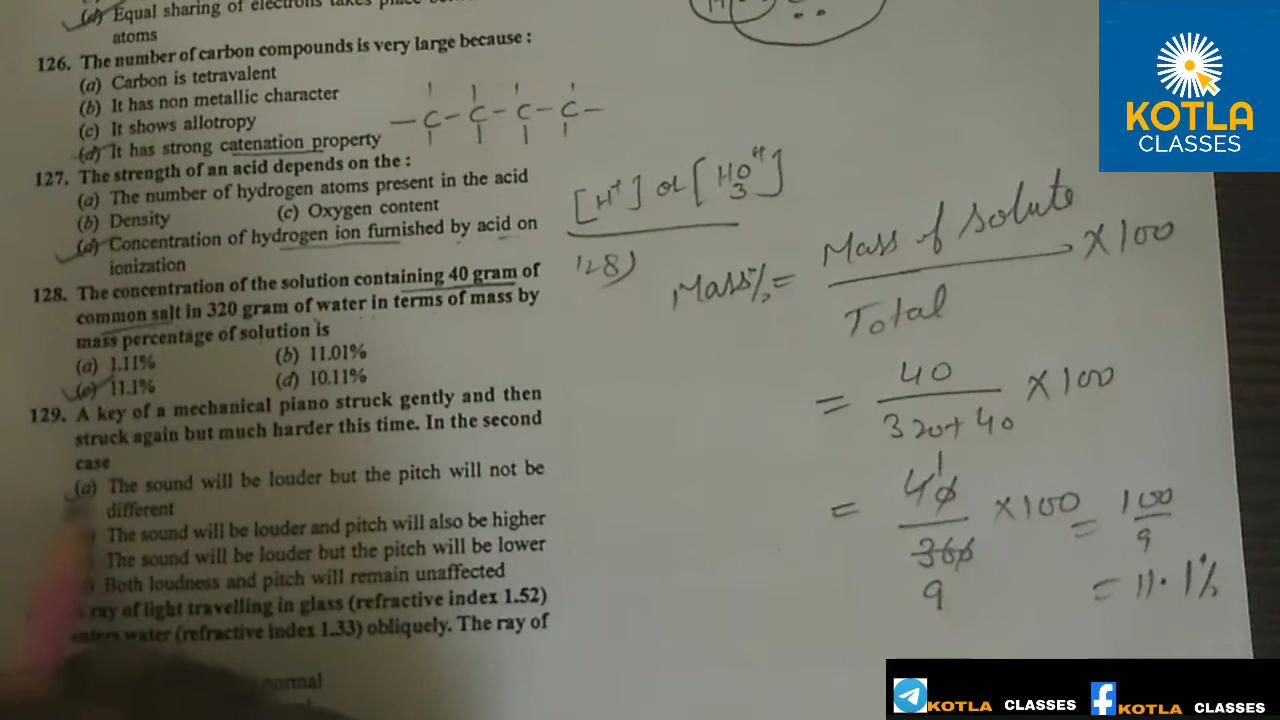 (d) Equal sharing of electrons takes place
atoms
126. The number of carbon compounds is very large because :
(a) Carbon is tetravalent
(b) It has non metallic character
(c) It shows allotropy
(d) It has strong catenation property
— C – C – C – C –
127. The strength of an acid depends on the :
(a) The number of hydrogen atoms present in the acid
(b) Density (c) Oxygen content
(d) Concentration of hydrogen ion furnished by acid on
ionization
128. The concentration of the solution containing 40 gram of
common salt in 320 gram of water in terms of mass by
mass percentage of solution is
(a) 1.11% (b) 11.01%
(c) 11.1% (d) 10.11%
129. A key of a mechanical piano struck gently and then
struck again but much harder this time. In the second
case
(a) The sound will be louder but the pitch will not be
different
The sound will be louder and pitch will also be higher
The sound will be louder but the pitch will be lower
Both loudness and pitch will remain unaffected
ray of light travelling in glass (refractive index 1.52)
enters water (refractive index 1.33) obliquely. The ray of
normal
[H+] or [H3O+]
128)
Mass% = Mass of solute / Total × 100
= 40 / 320+40 × 100
= 40 / 360 × 100 = 100 / 9
1
9
= 11.1%
KOTLA
CLASSES
KOTLA CLASSES
KOTLA CLASSES